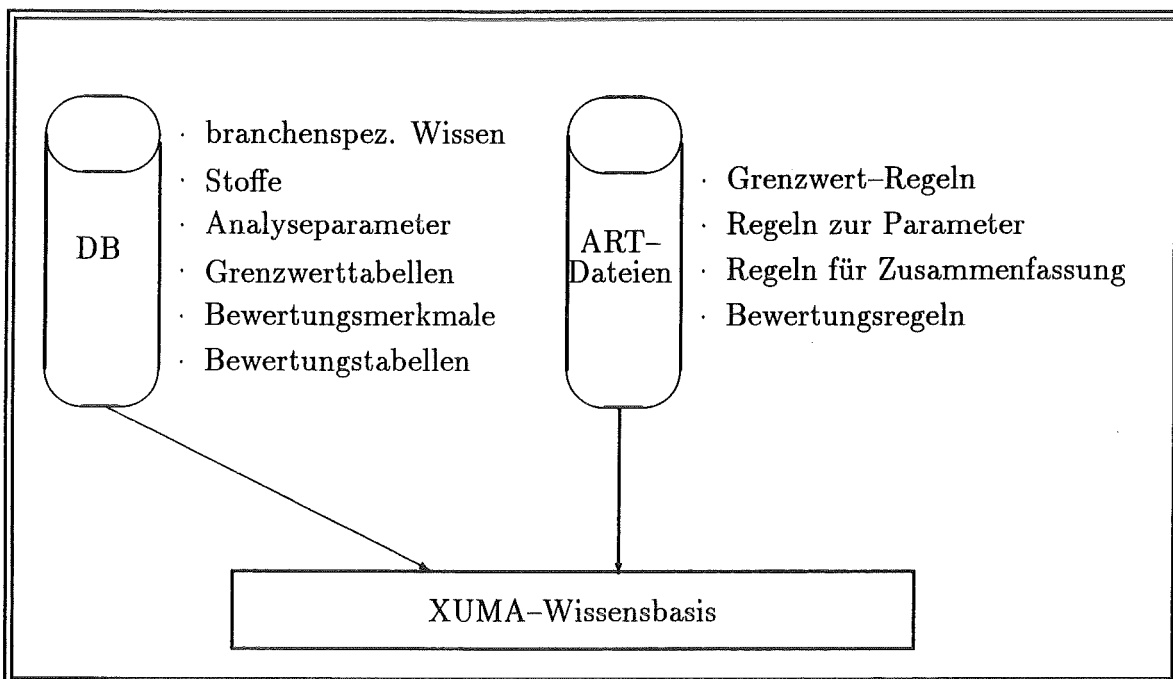 DB
· branchenspez. Wissen
· Stoffe
· Analyseparameter
· Grenzwerttabellen
· Bewertungsmerkmale
· Bewertungstabellen
ART–
Dateien
· Grenzwert–Regeln
· Regeln zur Parameter
· Regeln für Zusammenfassung
· Bewertungsregeln
XUMA–Wissensbasis